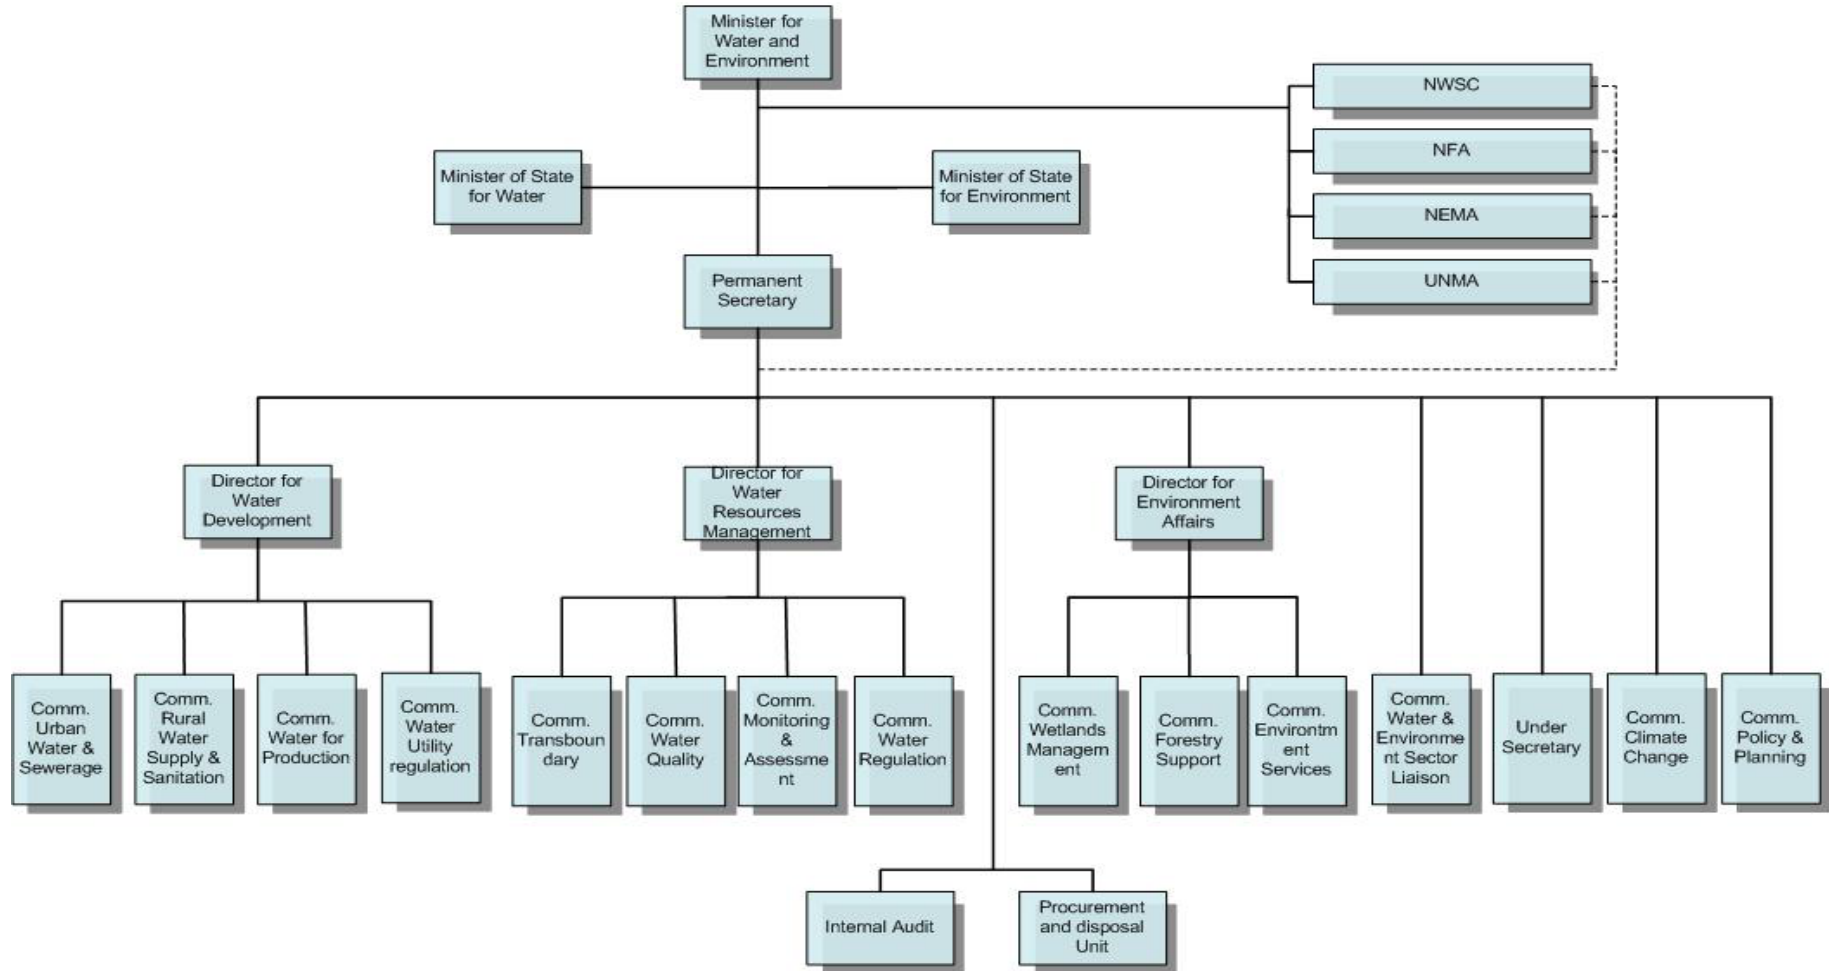 Minister for
Water and
Environment
NWSC
NFA
Minister of State
for Water
Minister of State
for Environment
NEMA
UNMA
Permanent
Secretary
Director for
Water
Development
Director for
Water
Resources
Management
Director for
Environment
Affairs
Comm.
Urban
Water &
Sewerage
Comm.
Rural
Water
Supply &
Sanitation
Comm.
Water for
Production
Comm.
Water
Utility
regulation
Comm.
Transboun
dary
Comm.
Water
Quality
Comm.
Monitoring
&
Assessme
nt
Comm.
Water
Regulation
Comm.
Wetlands
Managem
ent
Comm.
Forestry
Support
Comm.
Environtm
ent
Services
Comm.
Water &
Environme
nt Sector
Liaison
Under
Secretary
Comm.
Climate
Change
Comm.
Policy &
Planning
Internal Audit
Procurement
and disposal
Unit